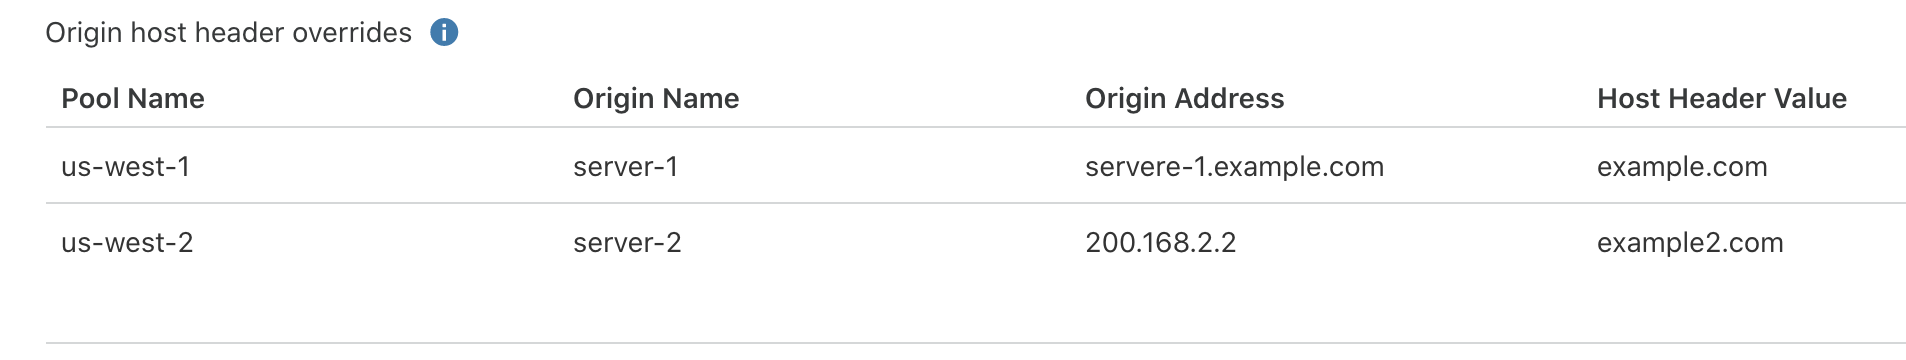 Origin host header overrides
Pool Name Origin Name Origin Address Host Header Value
us-west-1 server-1 servere-1.example.com example.com
us-west-2 server-2 200.168.2.2 example2.com